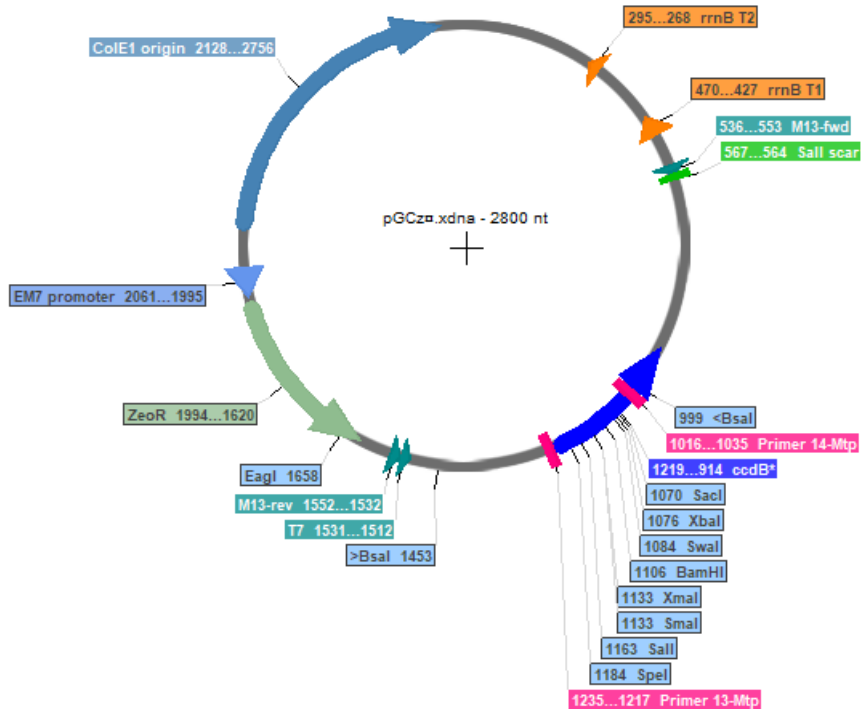 295...268 rrnB T2
ColE1 origin 2128...2756
470...427 rrnB T1
536...553 M13-fwd
567...564 SalI scar
pGCz¤.xdna - 2800 nt
EM7 promoter 2061...1995
ZeoR 1994...1620
999 <BsaI
1016...1035 Primer 14-Mtp
1219...914 ccdB*
EagI 1658
1070 SacI
M13-rev 1552...1532
1076 XbaI
T7 1531...1512
1084 SwaI
>BsaI 1453
1106 BamHI
1133 XmaI
1133 SmaI
1163 SalI
1184 SpeI
1235...1217 Primer 13-Mtp